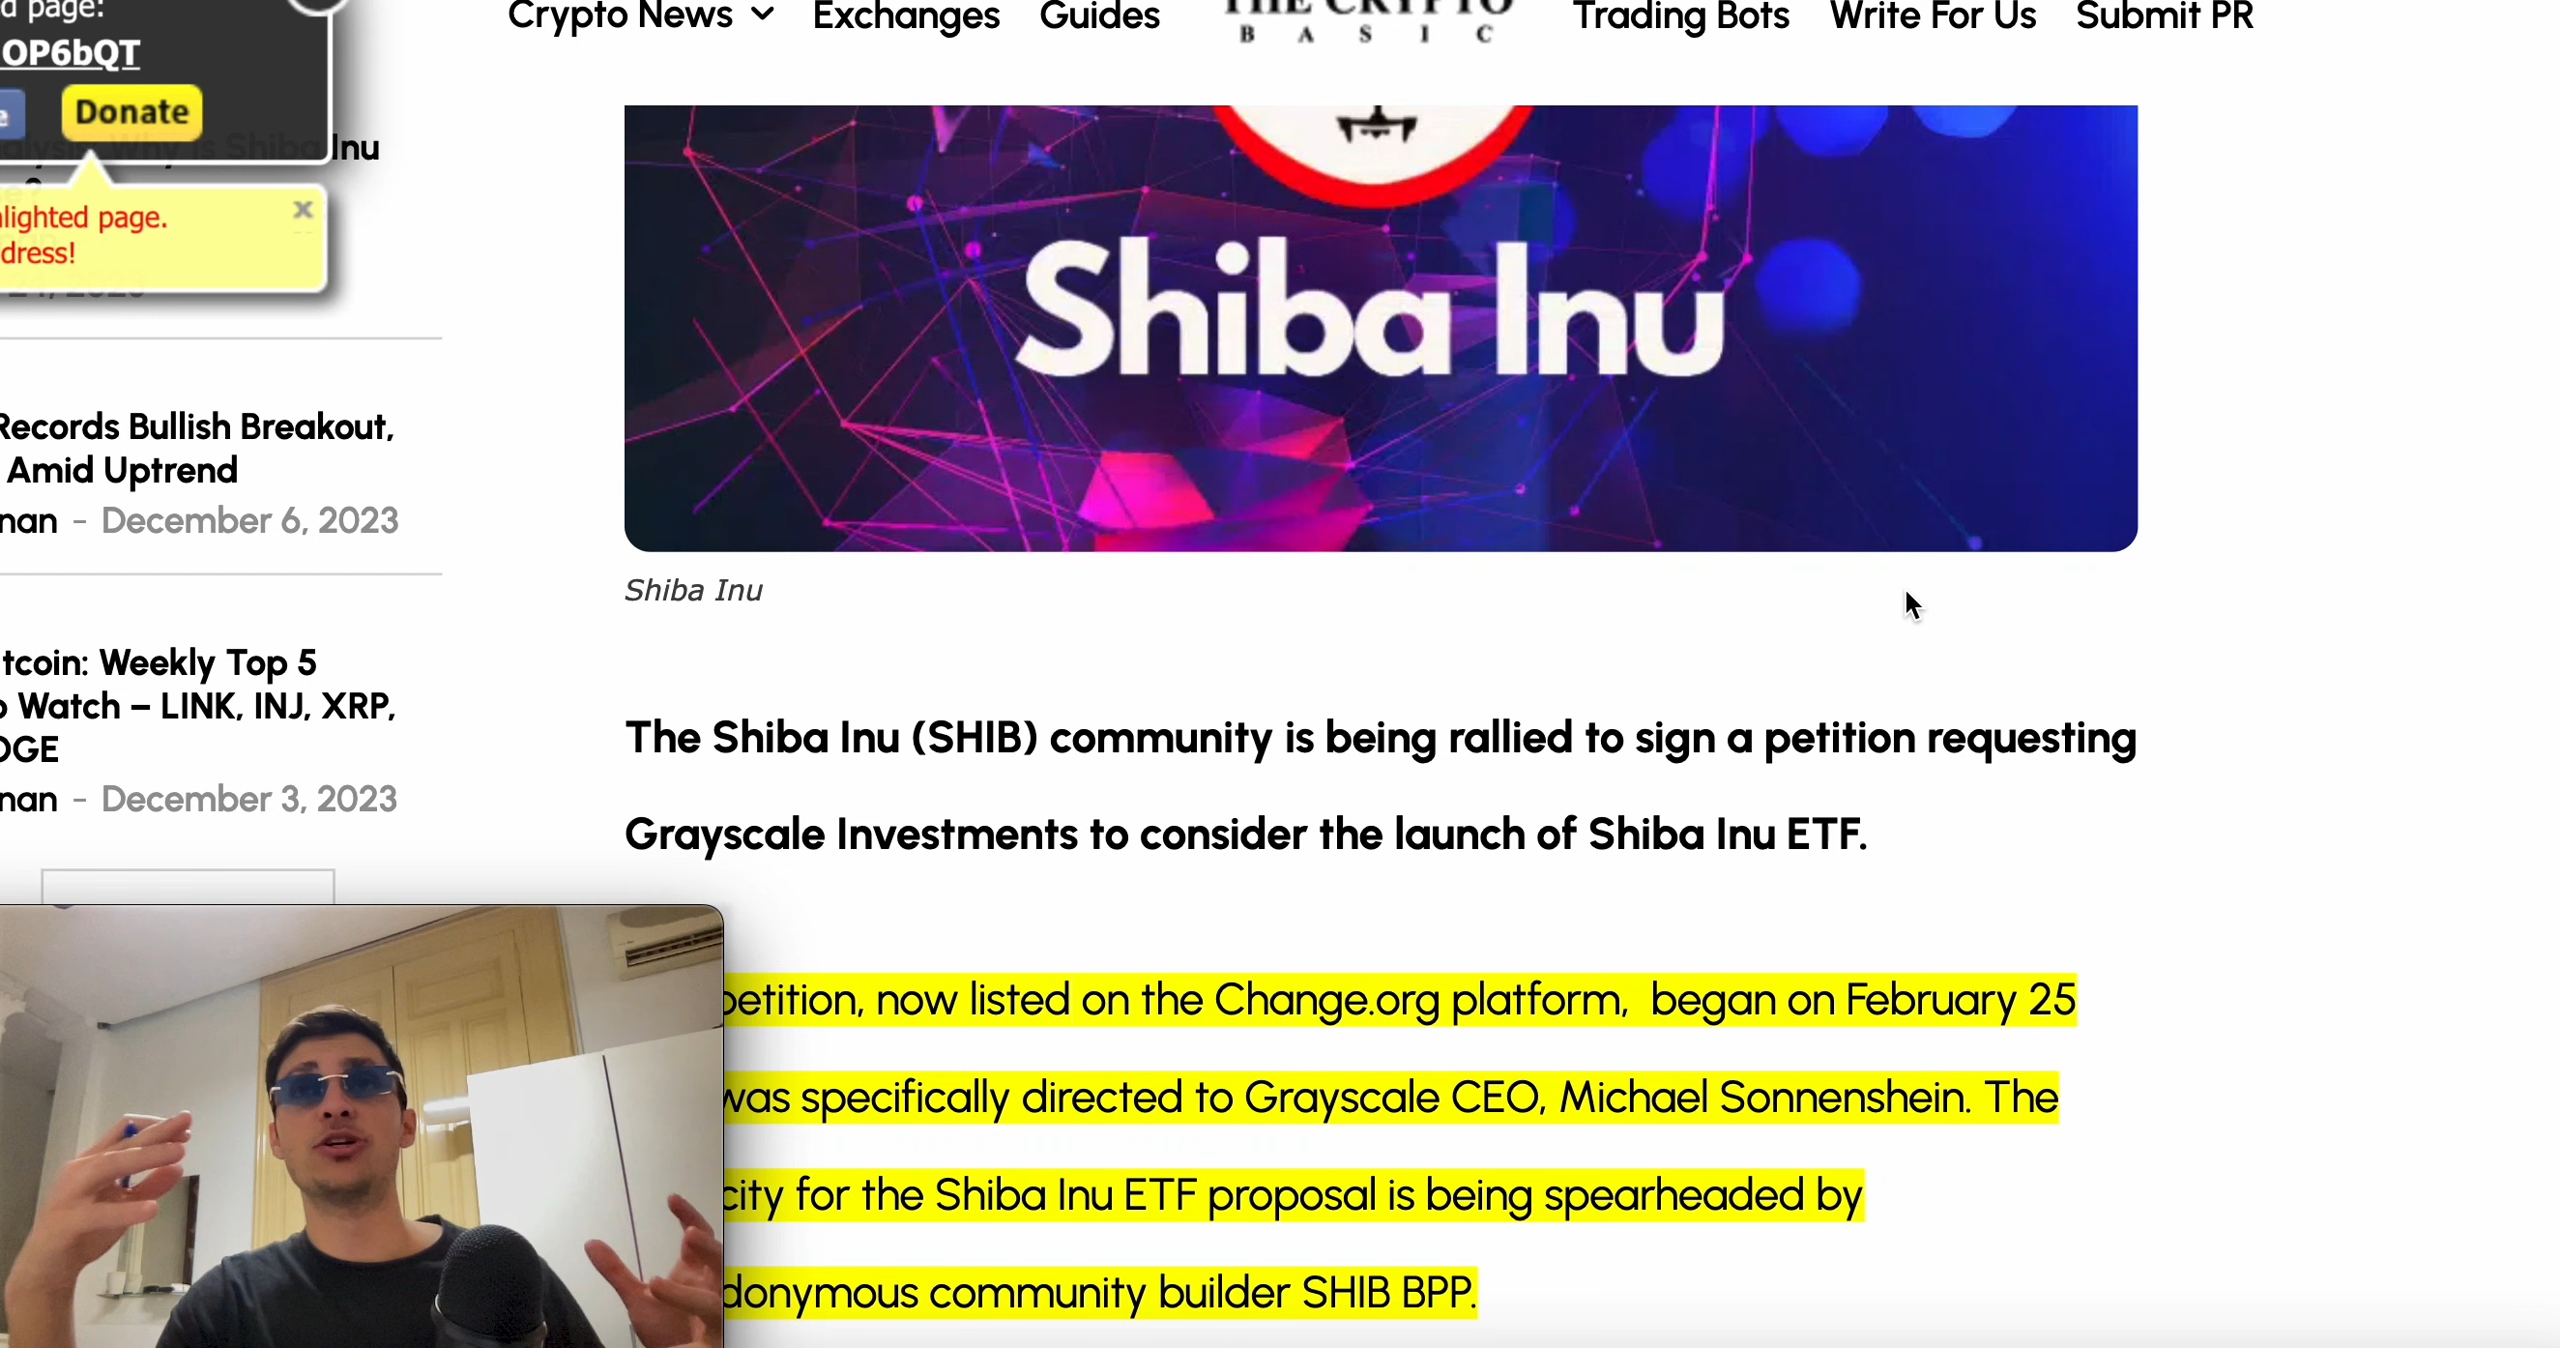 d page:
OP6bQT
Donate
Inu
lighted page.
dress!
x
Records Bullish Breakout,
Amid Uptrend
nan - December 6, 2023
tcoin: Weekly Top 5
o Watch – LINK, INJ, XRP,
OGE
nan - December 3, 2023
Crypto News Exchanges Guides
THE CRYPTO
BASIC
Trading Bots Write For Us Submit PR
Shiba Inu
Shiba Inu
The Shiba Inu (SHIB) community is being rallied to sign a petition requesting
Grayscale Investments to consider the launch of Shiba Inu ETF.
petition, now listed on the Change.org platform, began on February 25
was specifically directed to Grayscale CEO, Michael Sonnenshein. The
city for the Shiba Inu ETF proposal is being spearheaded by
donymous community builder SHIB BPP.